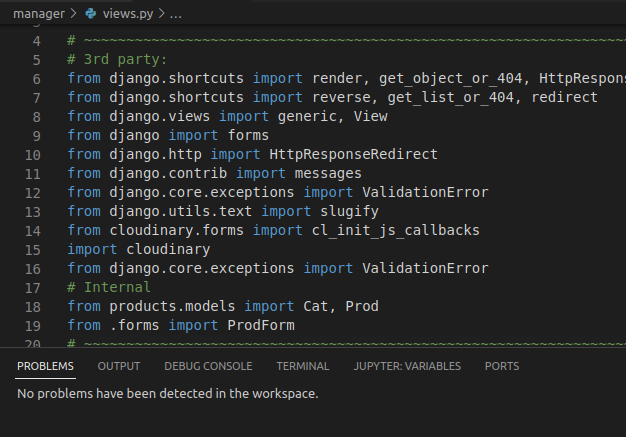 manager > views.py > ...
4 # ~~~~~~~~~~~~~~~~~~~~~~~~~~~~~~~~~~~~~~~~~~~~~~~~~~~~~~~~~~~~~~~~~~
5 # 3rd party:
6 from django.shortcuts import render, get_object_or_404, HttpRespons
7 from django.shortcuts import reverse, get_list_or_404, redirect
8 from django.views import generic, View
9 from django import forms
10 from django.http import HttpResponseRedirect
11 from django.contrib import messages
12 from django.core.exceptions import ValidationError
13 from django.utils.text import slugify
14 from cloudinary.forms import cl_init_js_callbacks
15 import cloudinary
16 from django.core.exceptions import ValidationError
17 # Internal
18 from products.models import Cat, Prod
19 from .forms import ProdForm
20 # ~~~~~~~~~~~~~~~~~~~~~~~~~~~~~~~~~~~~~~~~~~~~~~~~~~~~~~~~~~~~~~~~~~
PROBLEMS OUTPUT DEBUG CONSOLE TERMINAL JUPYTER: VARIABLES PORTS
No problems have been detected in the workspace.